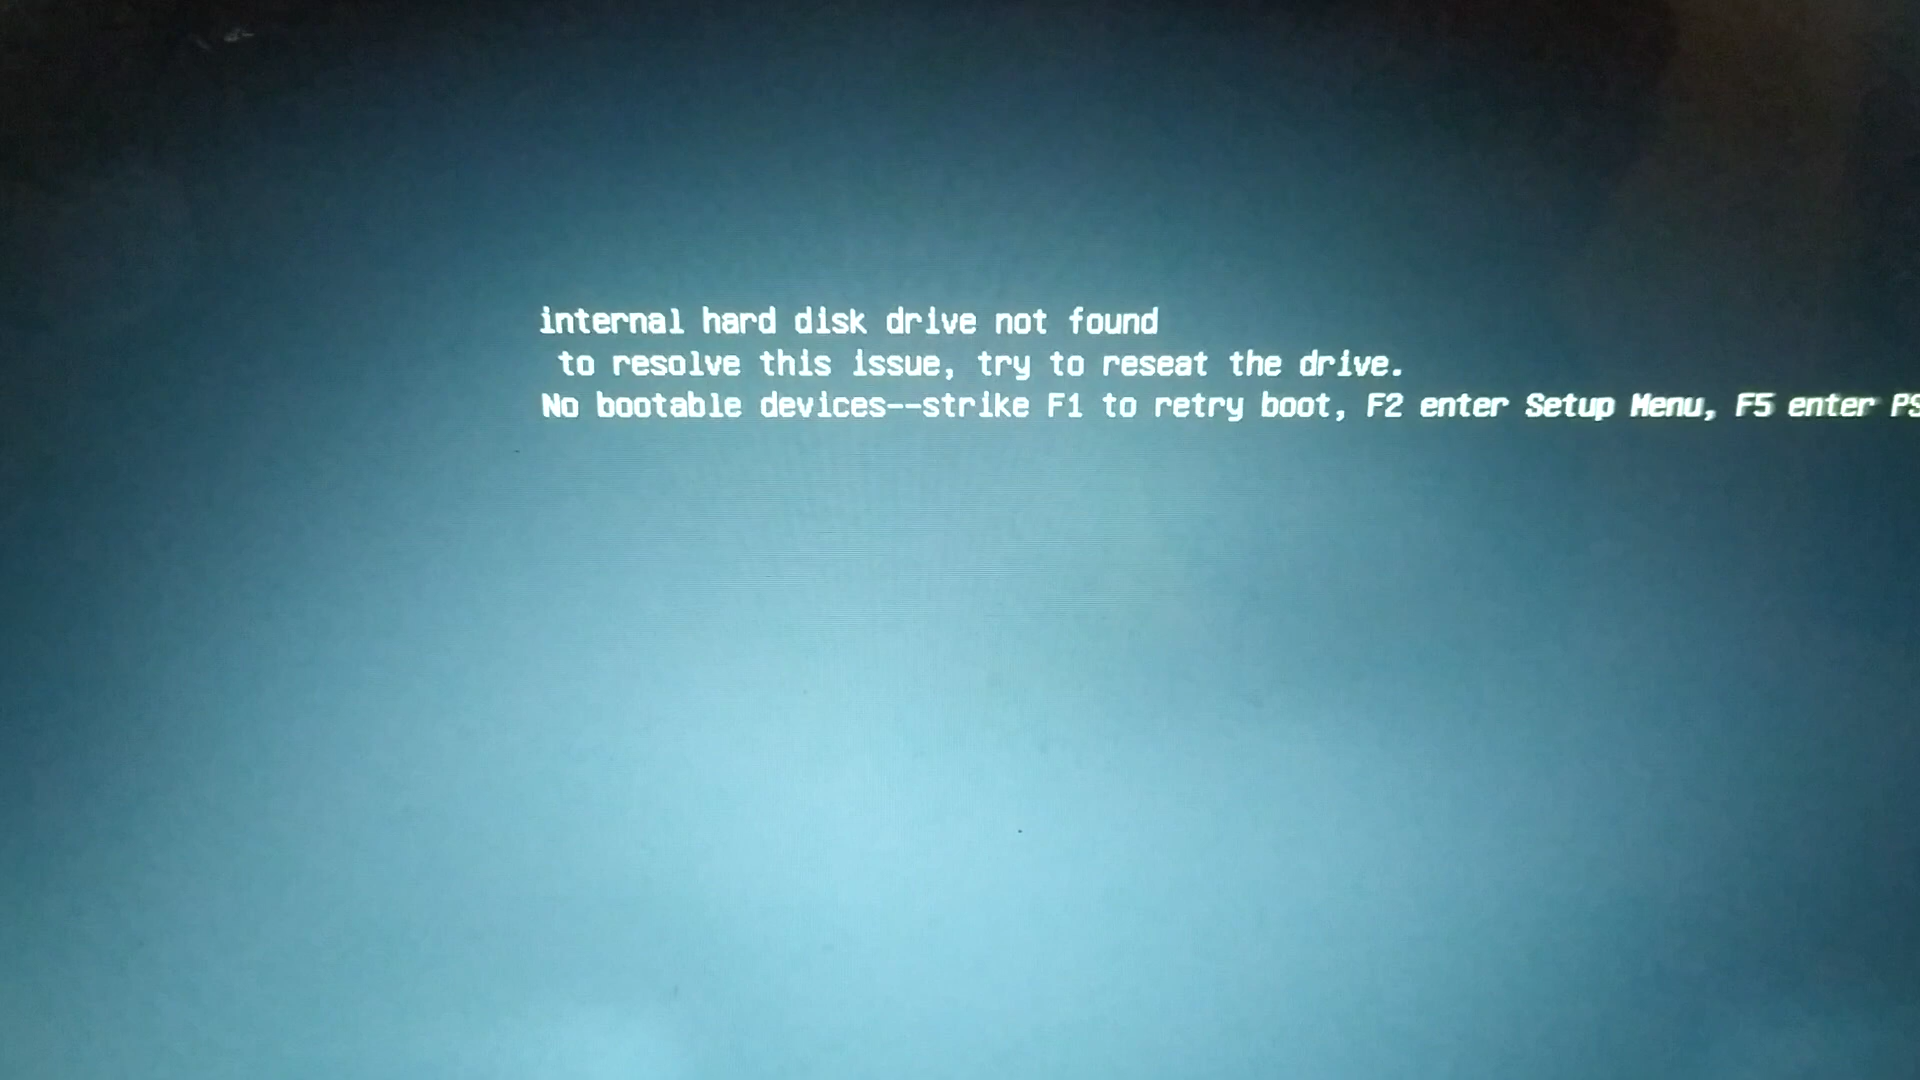 internal hard disk drive not found
to resolve this issue, try to reseat the drive.
No bootable devices--strike F1 to retry boot, F2 enter Setup Menu, F5 enter PS